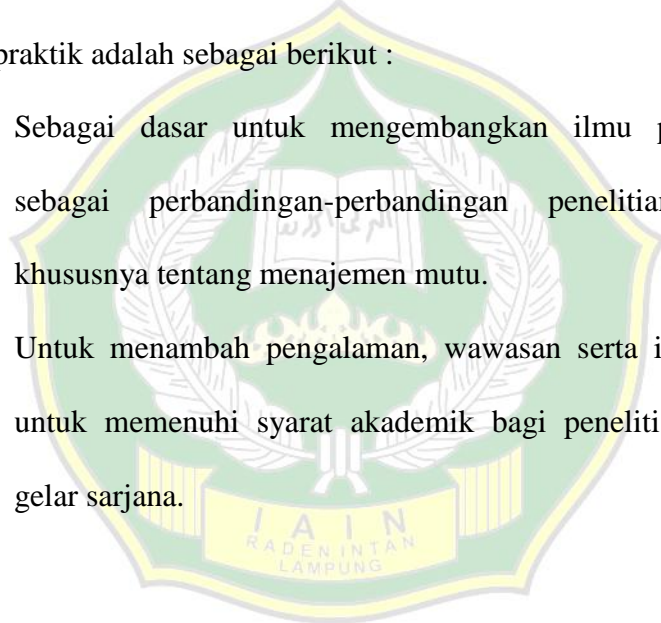 praktik adalah sebagai berikut :
Sebagai dasar untuk mengembangkan ilmu p
sebagai perbandingan-perbandingan penelitian
khususnya tentang menajemen mutu.
Untuk menambah pengalaman, wawasan serta i
untuk memenuhi syarat akademik bagi peneliti
gelar sarjana.
I A I N
RADEN INTAN
LAMPUNG